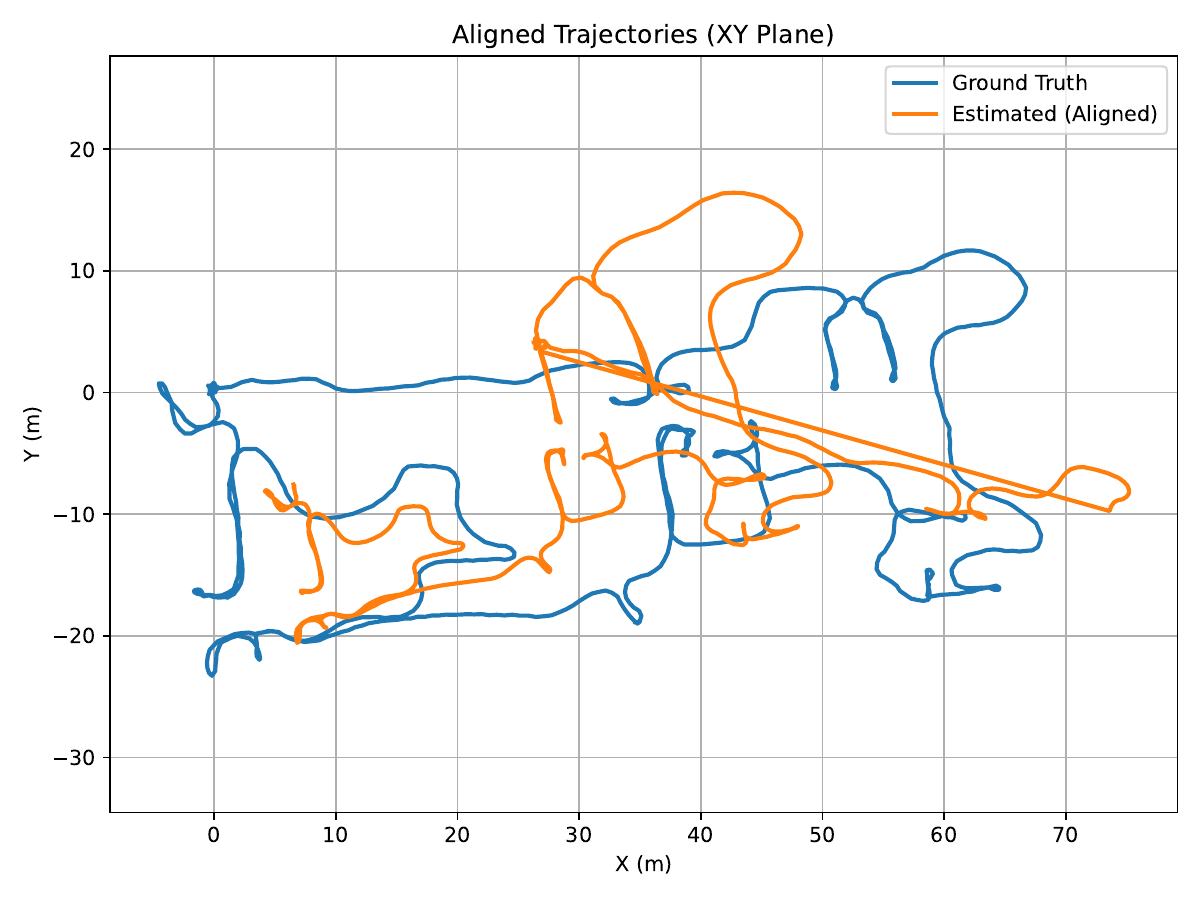 Aligned Trajectories (XY Plane)
Ground Truth
Estimated (Aligned)
Y (m)
20
10
0
−10
−20
−30
0 10 20 30 40 50 60 70
X (m)